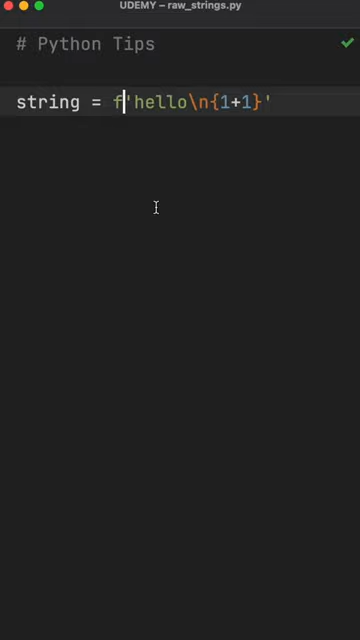 UDEMY – raw_strings.py
# Python Tips
string = f'hello\n{1+1}'